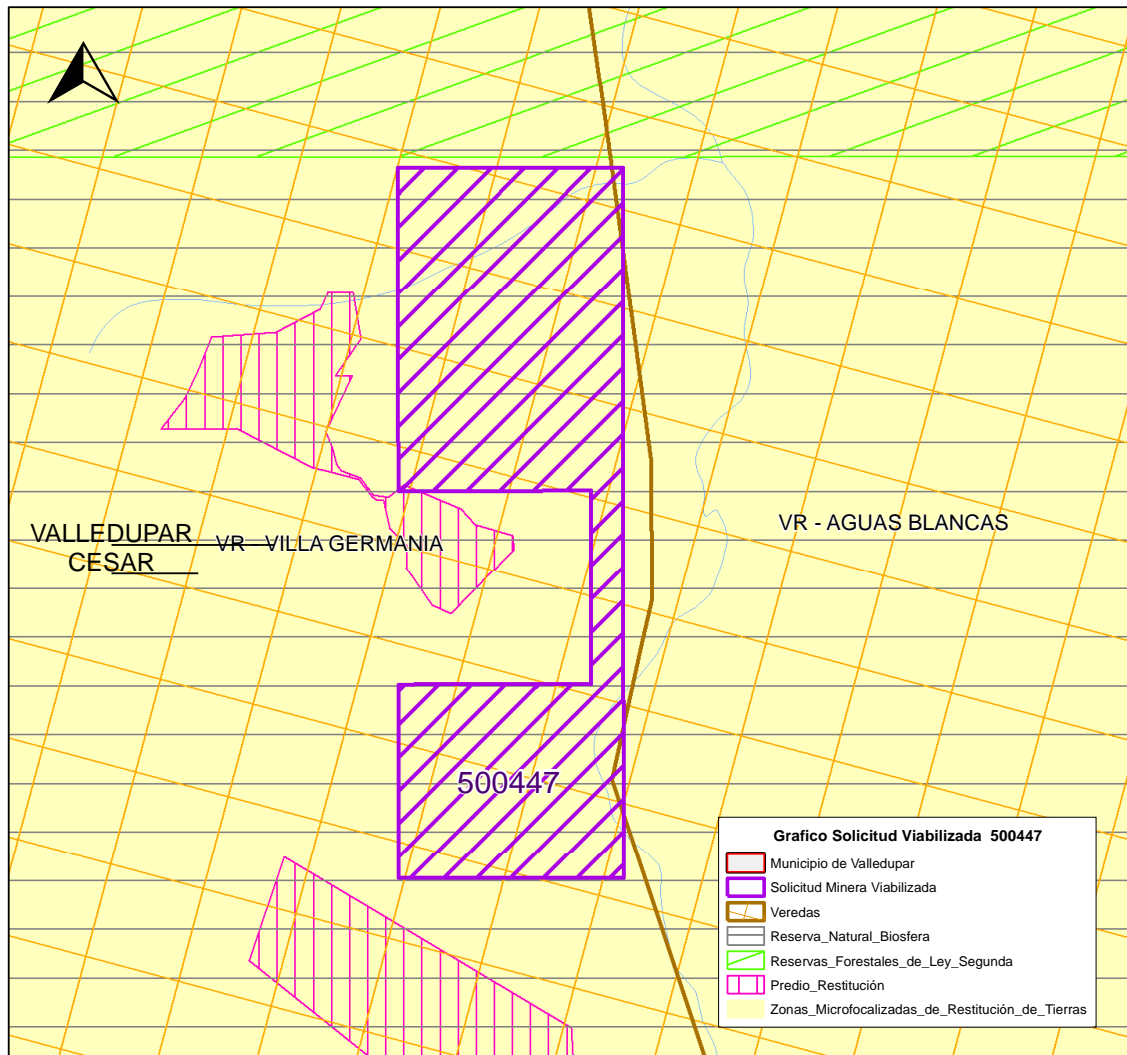 VALLEDUPAR
CESAR
VR - VILLA GERMANIA
VR - AGUAS BLANCAS
500447
Grafico Solicitud Viabilizada 500447
Municipio de Valledupar
Solicitud Minera Viabilizada
Veredas
Reserva_Natural_Biosfera
Reservas_Forestales_de_Ley_Segunda
Predio_Restitución
Zonas_Microfocalizadas_de_Restitución_de_Tierras